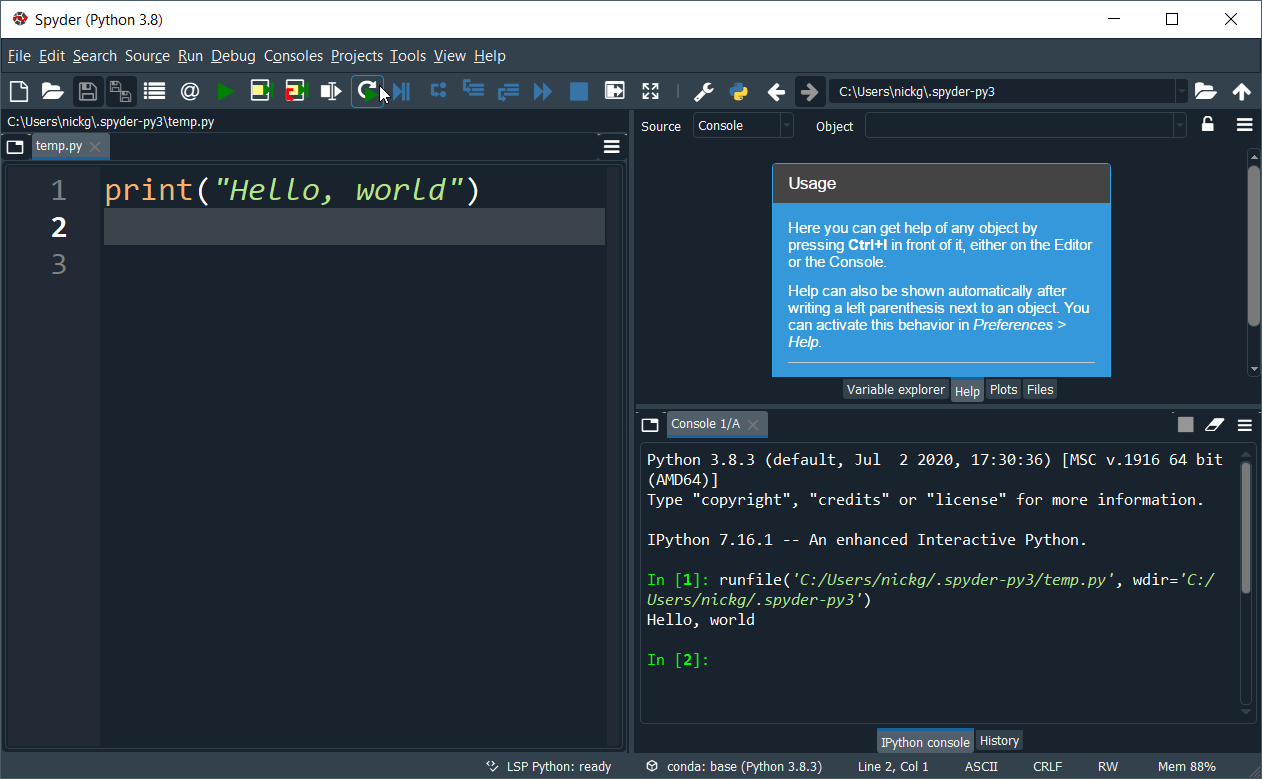 Spyder (Python 3.8)
File Edit Search Source Run Debug Consoles Projects Tools View Help
C:\Users\nickg\.spyder-py3
C:\Users\nickg\.spyder-py3\temp.py
temp.py
1 print("Hello, world")
2
3
Source Console Object
Usage
Here you can get help of any object by
pressing Ctrl+I in front of it, either on the Editor
or the Console.
Help can also be shown automatically after
writing a left parenthesis next to an object. You
can activate this behavior in Preferences >
Help.
Variable explorer Help Plots Files
Console 1/A
Python 3.8.3 (default, Jul  2 2020, 17:30:36) [MSC v.1916 64 bit
(AMD64)]
Type "copyright", "credits" or "license" for more information.
IPython 7.16.1 -- An enhanced Interactive Python.
In [1]: runfile('C:/Users/nickg/.spyder-py3/temp.py', wdir='C:/
Users/nickg/.spyder-py3')
Hello, world
In [2]:
IPython console History
LSP Python: ready conda: base (Python 3.8.3) Line 2, Col 1 ASCII CRLF RW Mem 88%